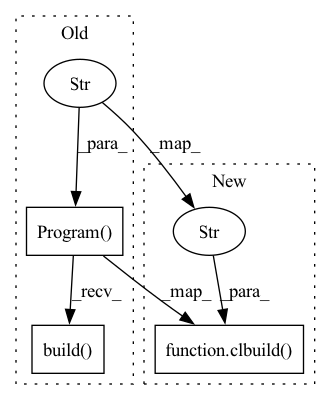 Old
Str
_para_
_map_
New
Program()
Str
_recv_
_map_
_para_
build()
function.clbuild()